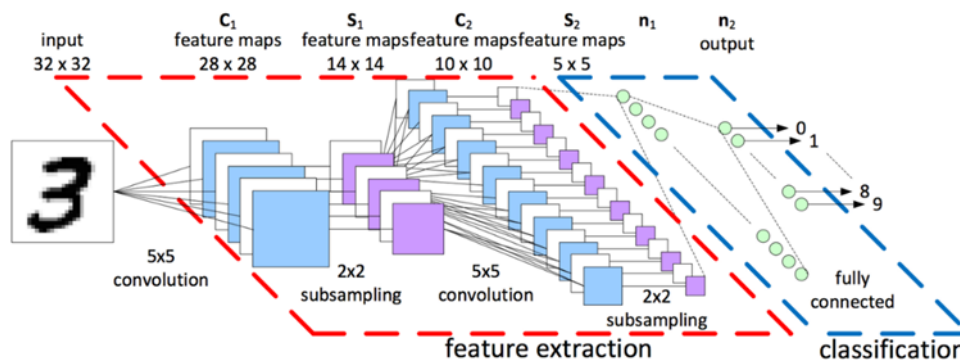 C₁ S₁ C₂ S₂ n₁ n₂
input feature maps feature maps feature maps feature maps output
32 x 32 28 x 28 14 x 14 10 x 10 5 x 5
0
1
3
8
9
5x5
convolution
2x2
subsampling
5x5
convolution
2x2
subsampling
fully
connected
feature extraction
classification